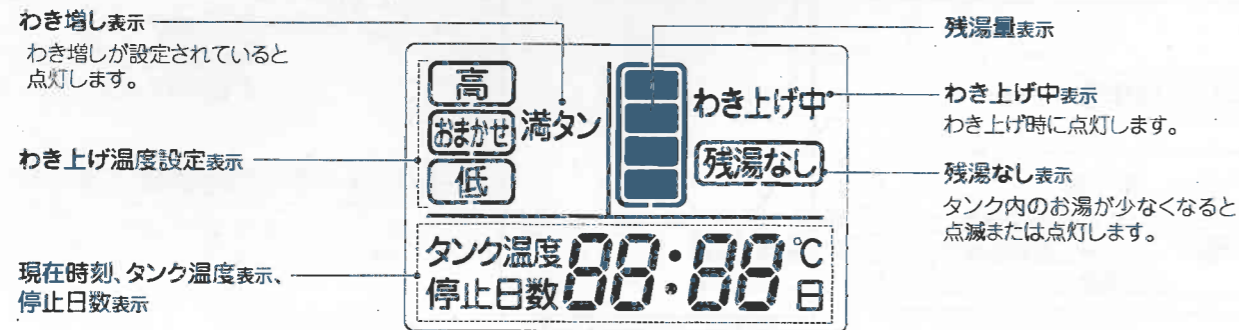 わき増し表示
わき増しが設定されていると
点灯します。
わき上げ温度設定表示
現在時刻、タンク温度表示、
停止日数表示
高
おまかせ
低
満タン
わき上げ中
残湯なし
タンク温度 88:88 ℃
停止日数 日
残湯量表示
わき上げ中表示
わき上げ時に点灯します。
残湯なし表示
タンク内のお湯が少なくなると
点滅または点灯します。